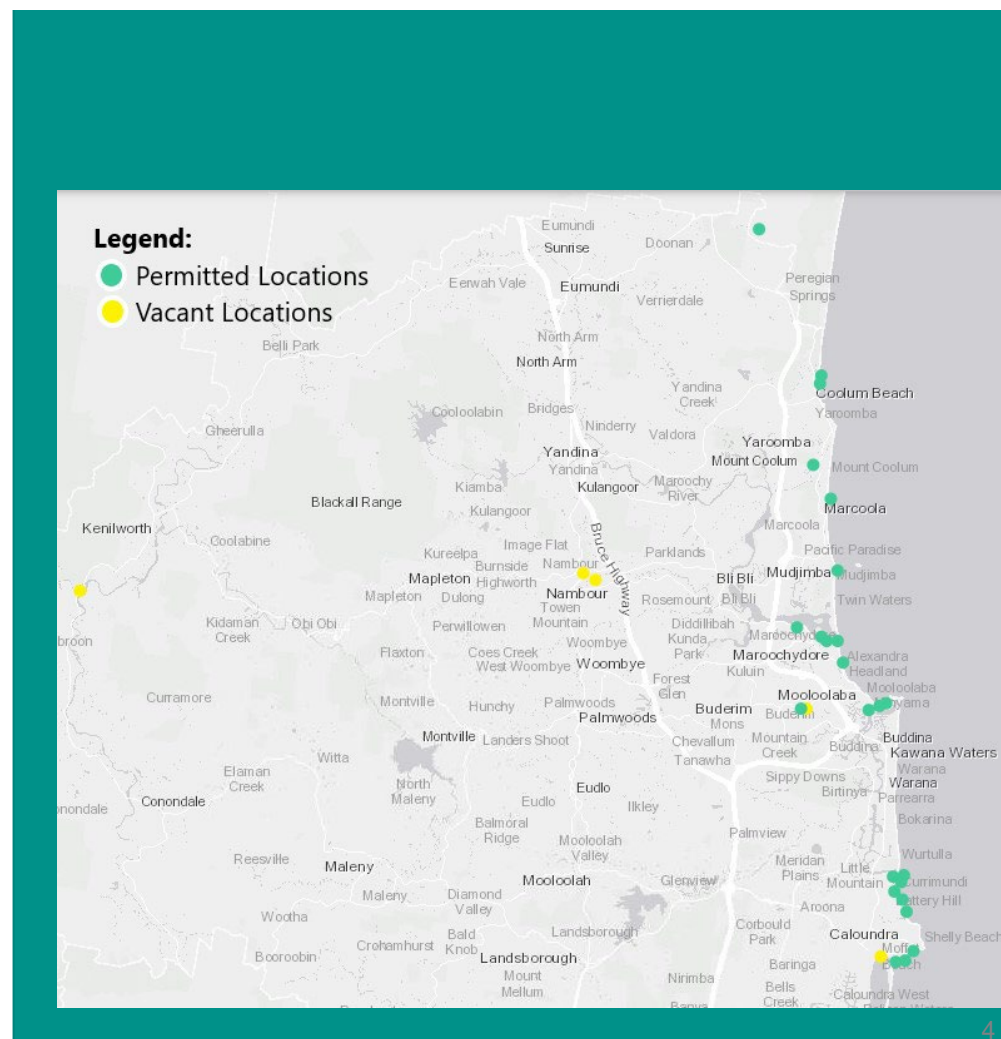 Legend:
Permitted Locations
Vacant Locations
Eumundi
Sunrise
Doonan
Peregian
Springs
Eerwah Vale
Eumundi
Verrierdale
Belli Park
North Arm
North Arm
Yandina
Creek
Coolum Beach
Yaroomba
Cooloolabin
Bridges
Ninderry
Valdora
Gheerulla
Yaroomba
Yandina
Yandina
Mount Coolum
Mount Coolum
Kiamba
Kulangoor
Maroochy
River
Blackall Range
Kulangoor
Marcoola
Marcoola
Kenilworth
Coolabine
Bruce Highway
Image Flat
Kureelpa
Parklands
Pacific Paradise
Burnside
Nambour
Mapleton
Highworth
Bli Bli
Mudjimba
Mudjimba
Mapleton
Dulong
Nambour
Rosemount
Bli Bli
Twin Waters
Towen
Mountain
Kidaman
Creek
Obi Obi
Perwillowen
Diddillibah
broon
Woombye
Kunda
Park
Flaxton
Coes Creek
West Woombye
Woombye
Maroochydore
Kuluin
Alexandra
Headland
Forest
Glen
Mooloolaba
Mooloolaba
Curramore
Montville
Hunchy
Palmwoods
Palmwoods
Buderim
Buderim
Mons
Montville
Landers Shoot
Chevallum
Mountain
Creek
Buddina
Buddina
Kawana Waters
Witta
Tanawha
Elaman
Creek
North
Maleny
Sippy Downs
Warana
Warana
Birtinya
Parrearra
Conondale
onondale
Eudlo
Eudlo
Ilkley
Bokarina
Balmoral
Ridge
Mooloolah
Valley
Palmview
Reesville
Maleny
Meridan
Plains
Little
Mountain
Wurtulla
Currimundi
Mooloolah
Glenview
Maleny
Diamond
Valley
Aroona
Wootha
Corbould
Park
Caloundra
Shelly Beach
Landsborough
Bald
Knob
Crohamhurst
Booroobin
Landsborough
Baringa
Beach
Mount
Mellum
Nirimba
Bells
Creek
Caloundra West
4